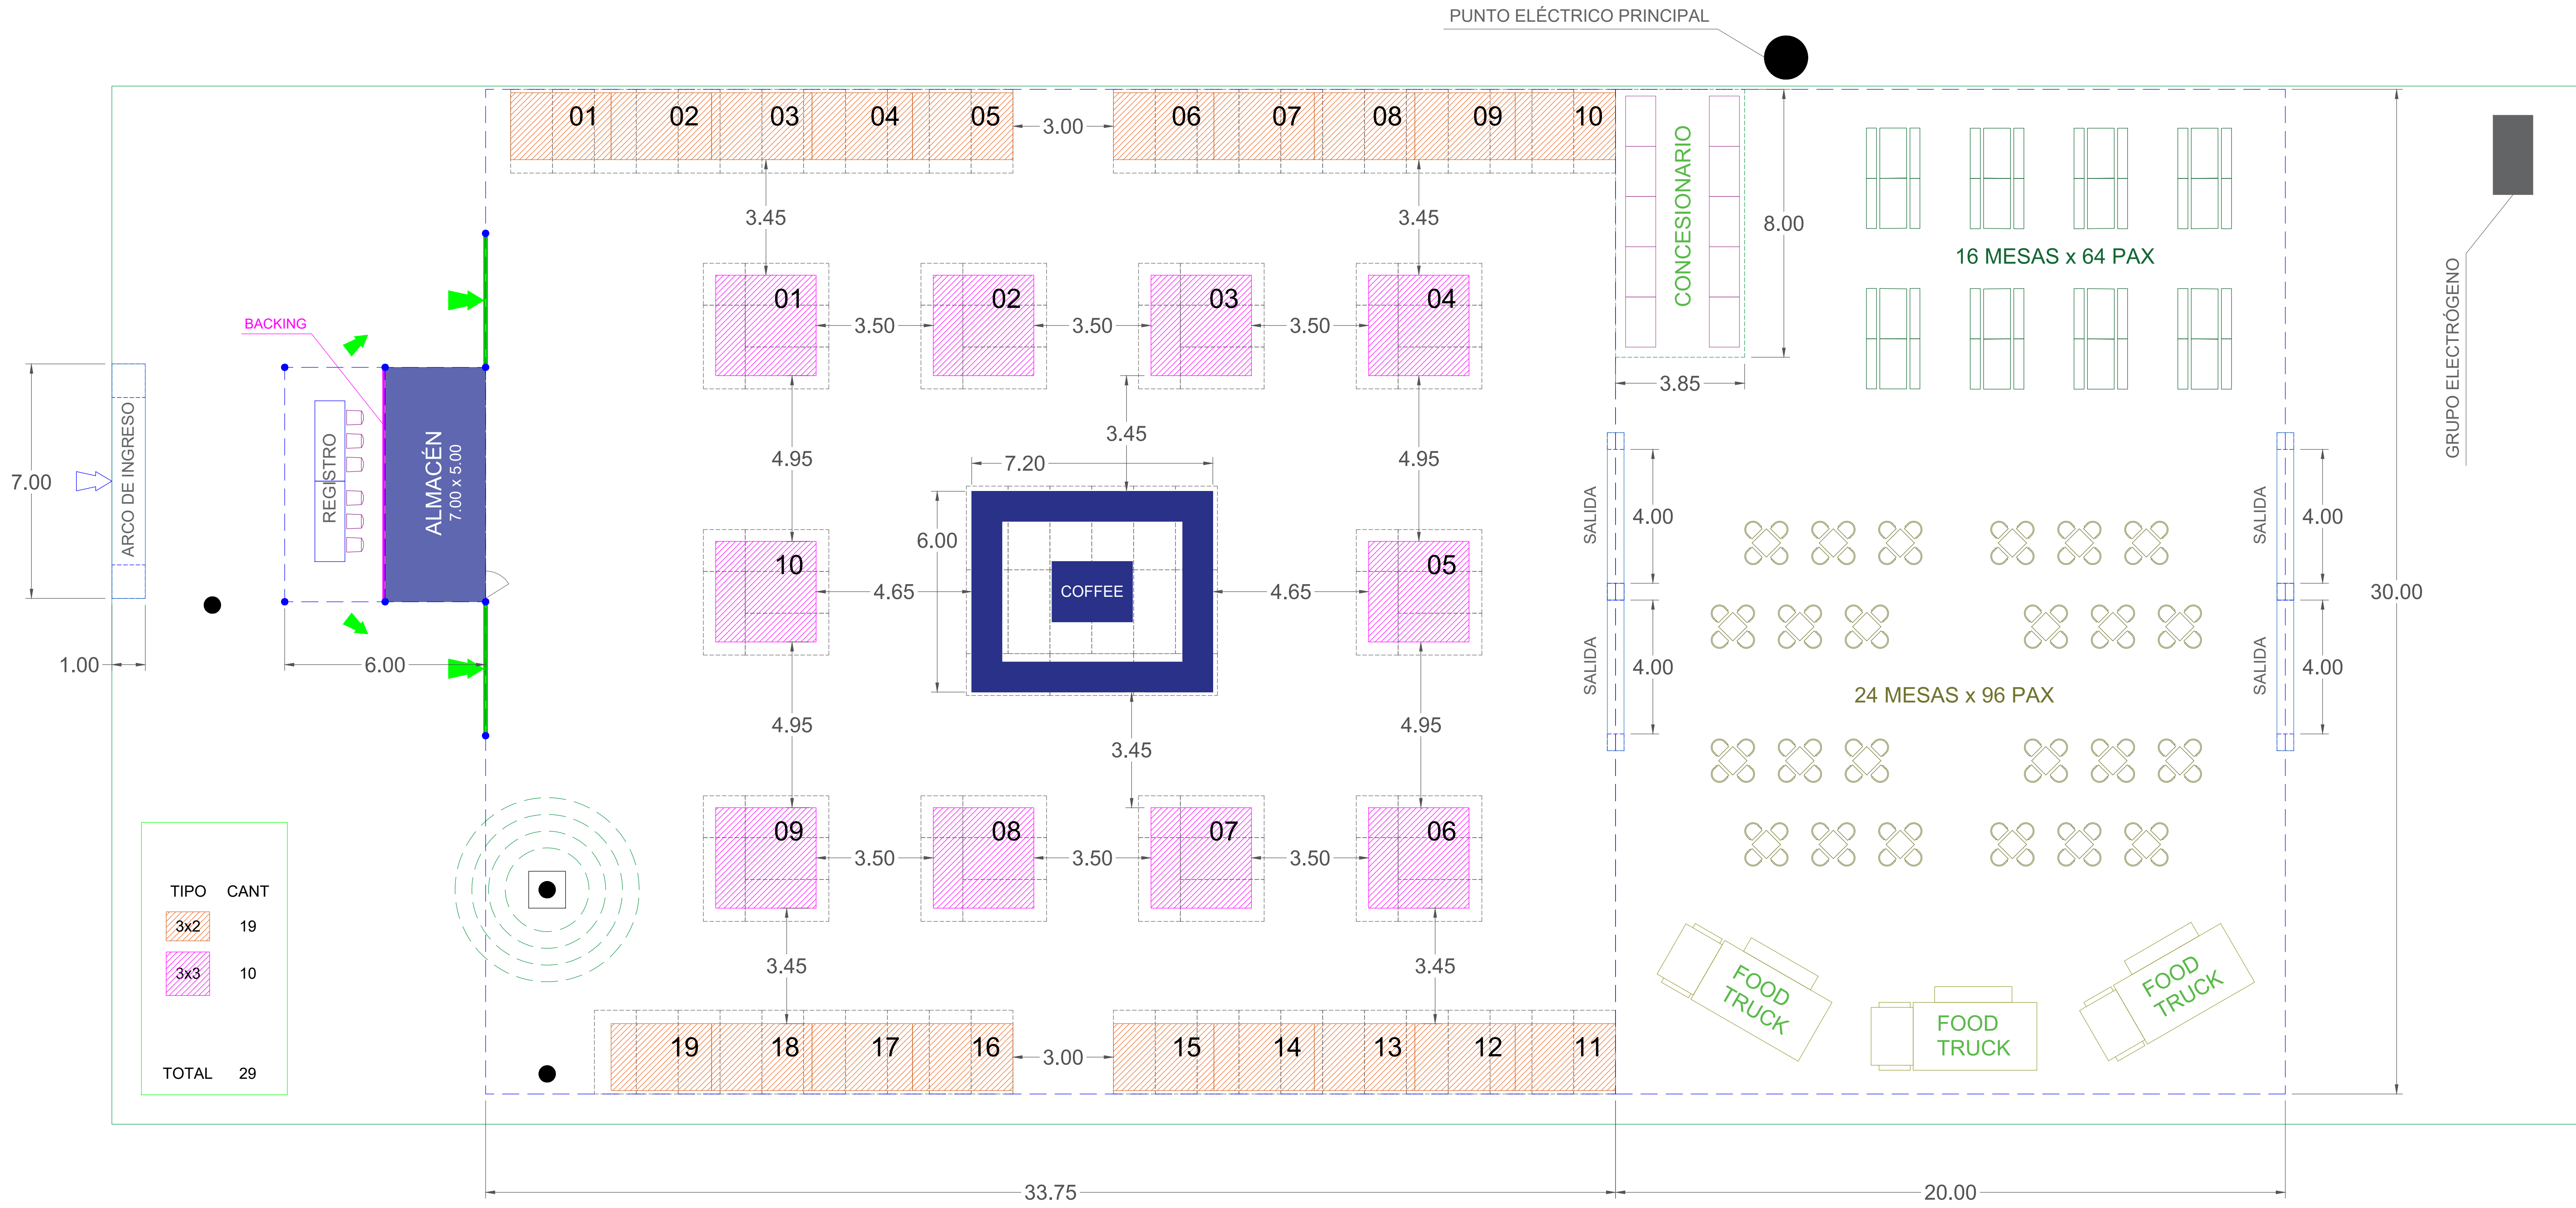 PUNTO ELÉCTRICO PRINCIPAL
01
02
03
04
05
3.00
06
07
08
09
10
CONCESIONARIO
8.00
3.85
3.45
3.45
16 MESAS x 64 PAX
GRUPO ELECTRÓGENO
BACKING
01
3.50
02
3.50
03
3.50
04
7.00
ARCO DE INGRESO
REGISTRO
ALMACÉN
7.00 x 5.00
1.00
6.00
4.95
3.45
4.95
7.20
6.00
10
4.65
COFFEE
4.65
05
SALIDA
4.00
SALIDA
4.00
SALIDA
4.00
SALIDA
4.00
30.00
24 MESAS x 96 PAX
4.95
3.45
4.95
09
3.50
08
3.50
07
3.50
06
TIPO CANT
3x2 19
3x3 10
TOTAL 29
3.45
3.45
19
18
17
16
3.00
15
14
13
12
11
FOOD
TRUCK
FOOD
TRUCK
FOOD
TRUCK
33.75
20.00